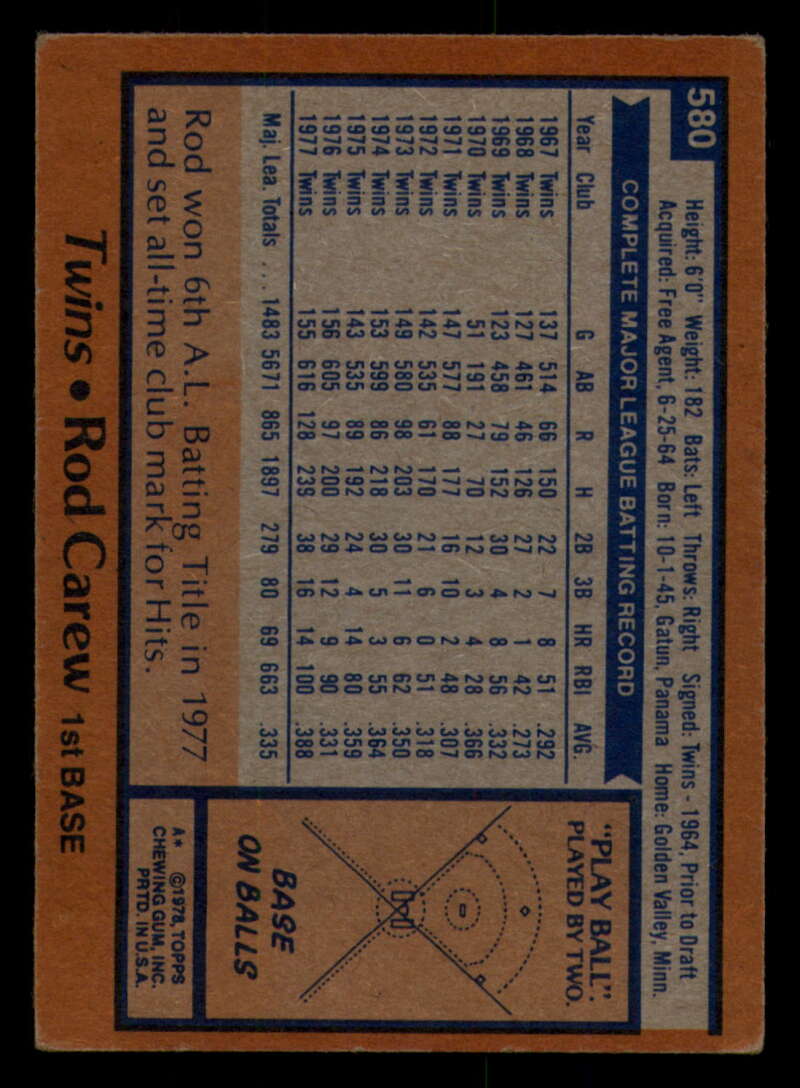 580
Height: 6'0" Weight: 182 Bats: Left Throws: Right Signed: Twins - 1964, Prior to Draft
Acquired: Free Agent, 6-25-64 Born: 10-1-45, Gatun, Panama Home: Golden Valley, Minn.
COMPLETE MAJOR LEAGUE BATTING RECORD
Year Club G AB R H 2B 3B HR RBI AVG.
1967 Twins 137 514 66 150 22 7 8 51 .292
1968 Twins 127 461 46 126 27 2 1 42 .273
1969 Twins 123 458 79 152 30 4 8 56 .332
1970 Twins 51 191 27 70 12 3 4 28 .366
1971 Twins 147 577 88 177 16 10 2 48 .307
1972 Twins 142 535 61 170 21 6 0 51 .318
1973 Twins 149 580 98 203 30 11 6 62 .350
1974 Twins 153 599 86 218 30 5 3 55 .364
1975 Twins 143 535 89 192 24 4 14 80 .359
1976 Twins 156 605 97 200 29 12 9 90 .331
1977 Twins 155 616 128 239 38 16 14 100 .388
Maj. Lea. Totals ... 1483 5671 865 1897 279 80 69 663 .335
Rod won 6th A.L. Batting Title in 1977
and set all-time club mark for Hits.
"PLAY BALL".
PLAYED BY TWO.
BASE
ON BALLS
A* ©1978, TOPPS
CHEWING GUM, INC.
PRTD. IN U.S.A.
Twins • Rod Carew 1st BASE